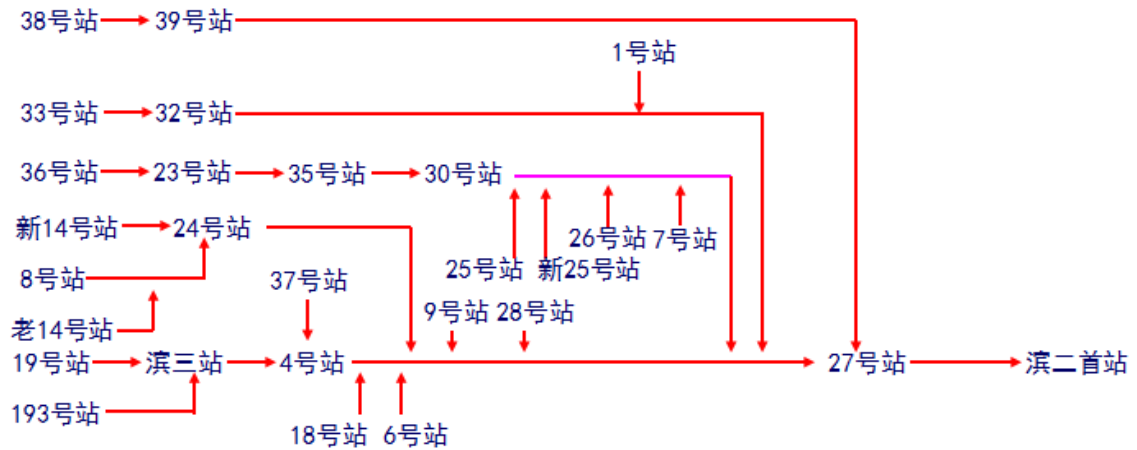 38号站 39号站
1号站
33号站 32号站
36号站 23号站 35号站 30号站
新14号站 24号站 26号站 7号站
8号站 37号站 25号站 新25号站
老14号站 9号站 28号站
19号站 滨三站 4号站 27号站 滨二首站
193号站 18号站 6号站